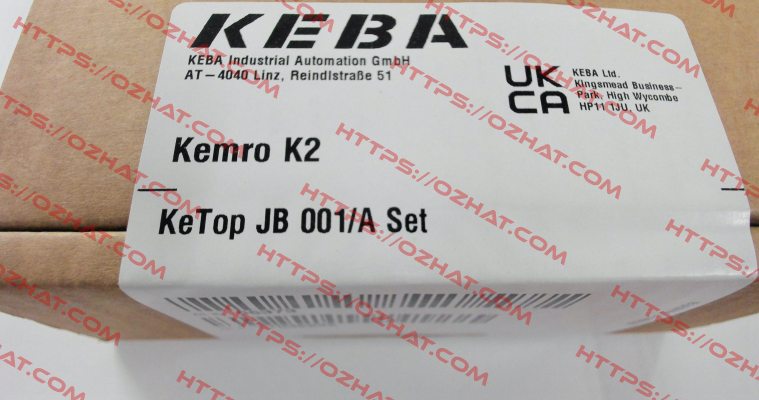 KEBA
KEBA Industrial Automation GmbH
AT-4040 Linz, Reindlstraße 51
UK
CA
KEBA Ltd.
Kingsmead Business-
Park, High Wycombe
HP11 1JU, UK
Kemro K2
KeTop JB 001/A Set
HTTPS://OZHAT.COM